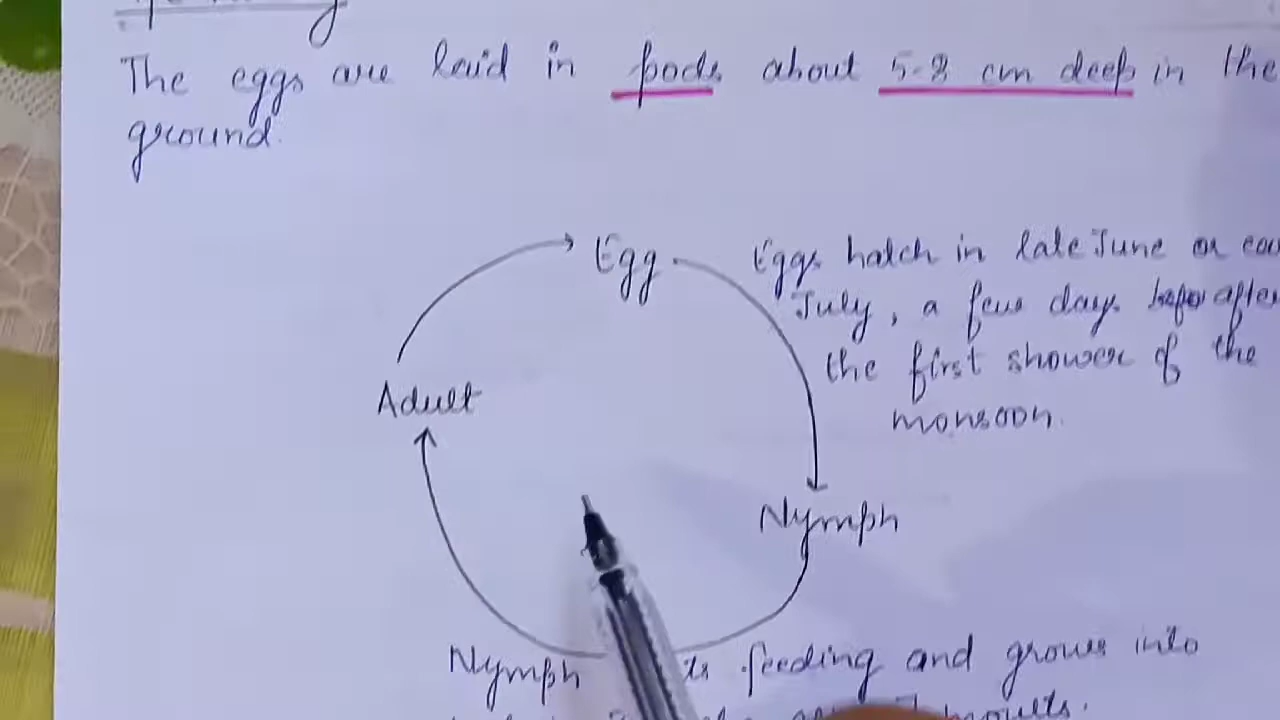 The eggs are laid in pods about 5-8 cm deep in the
ground.
Egg
Eggs hatch in late June or
July, a few days after
the first shower of the
monsoon.
Adult
Nymph
Nymph feeding and grows into
moults.